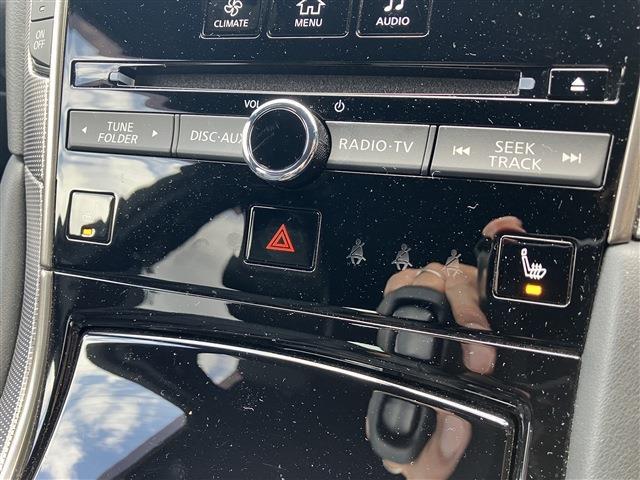 CLIMATE
MENU
AUDIO
ON
OFF
VOL
TUNE
FOLDER
DISC·AUX
RADIO·TV
SEEK
TRACK